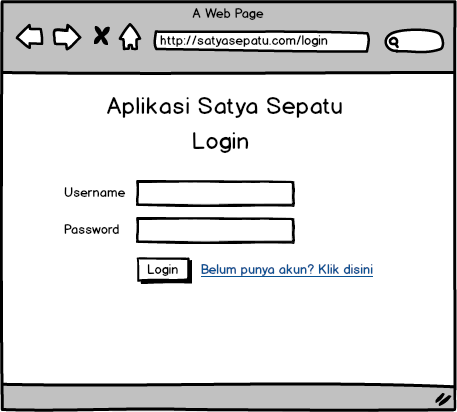 A Web Page
http://satyasepatu.com/login
Aplikasi Satya Sepatu
Login
Username
Password
Login Belum punya akun? Klik disini